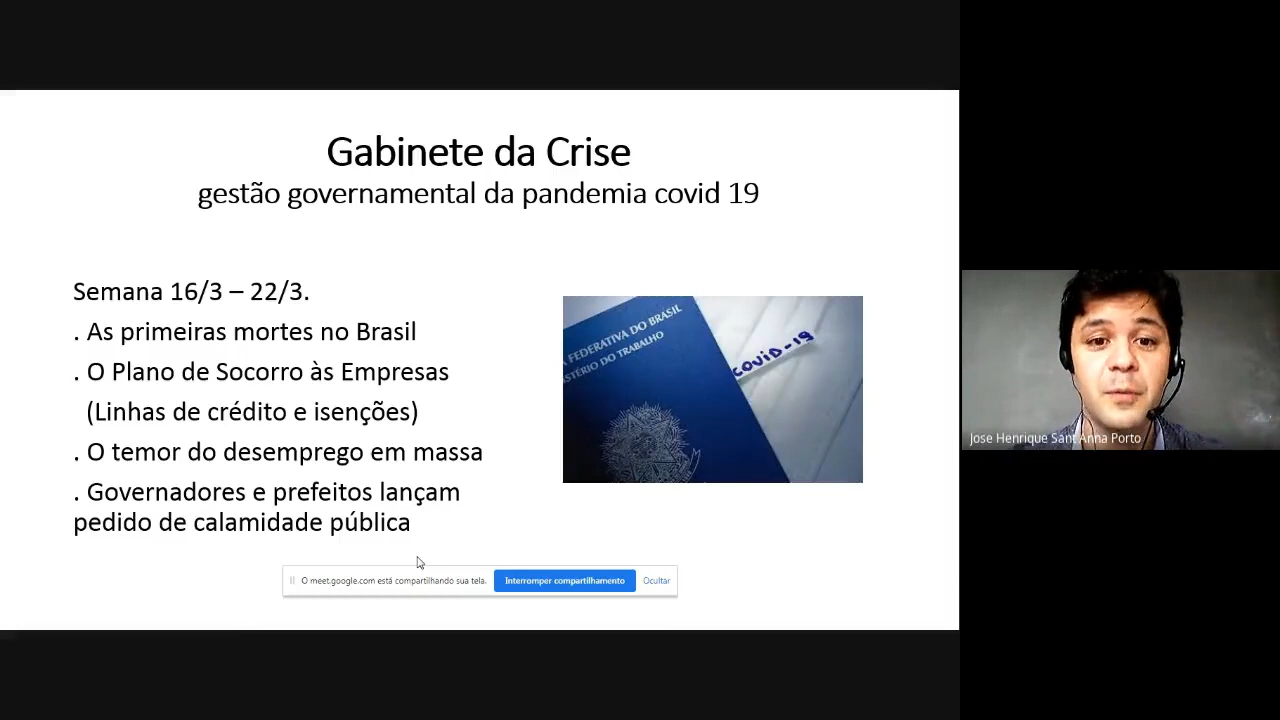 Gabinete da Crise
gestão governamental da pandemia covid 19
Semana 16/3 – 22/3.
. As primeiras mortes no Brasil
. O Plano de Socorro às Empresas
(Linhas de crédito e isenções)
. O temor do desemprego em massa
. Governadores e prefeitos lançam
pedido de calamidade pública
A FEDERATIVA DO BRASIL
ISTÉRIO DO TRABALHO
COVID-19
O meet.google.com está compartilhando sua tela.
Interromper compartilhamento
Ocultar
Jose Henrique Sant Anna Porto